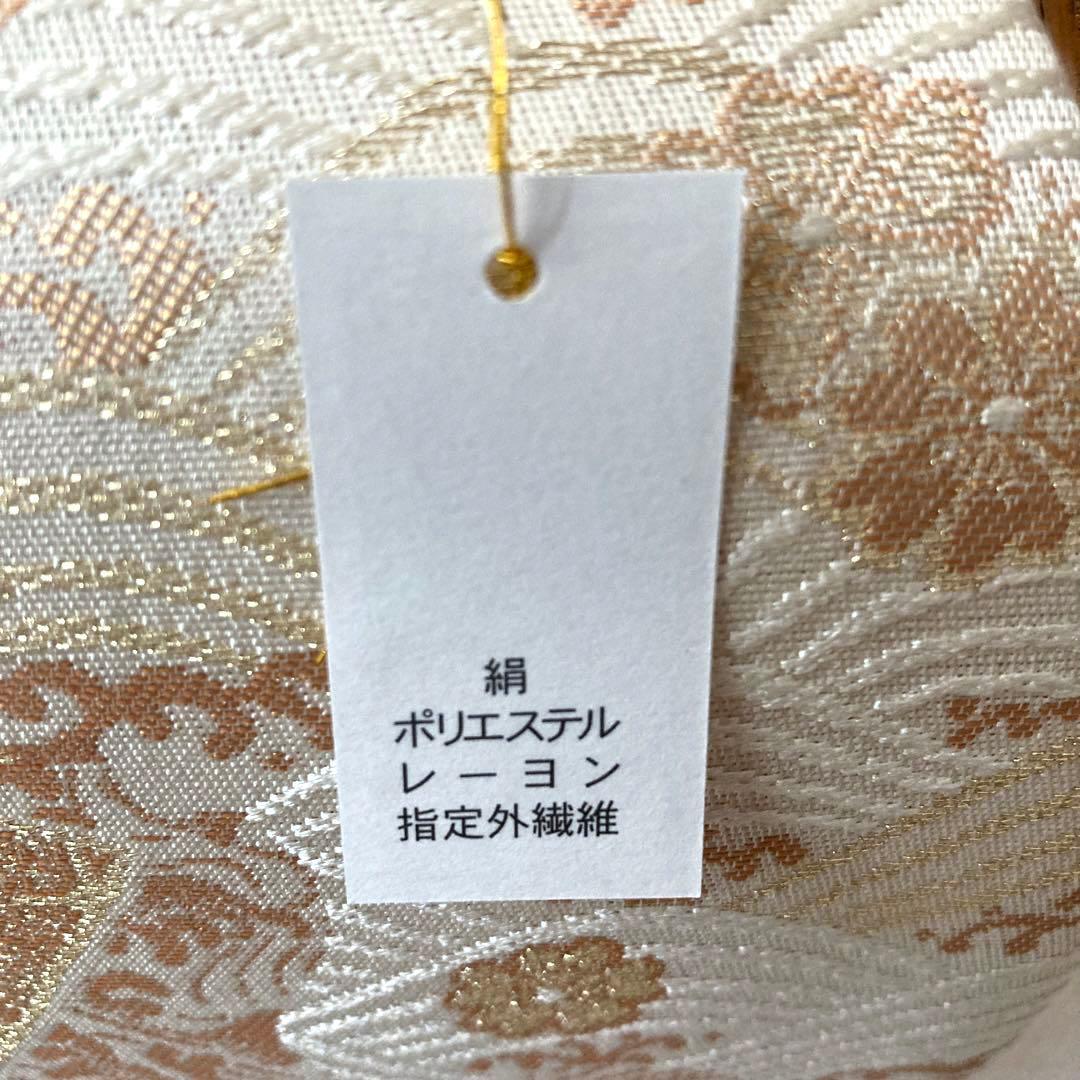 絹
ポリエステル
レーヨン
指定外繊維